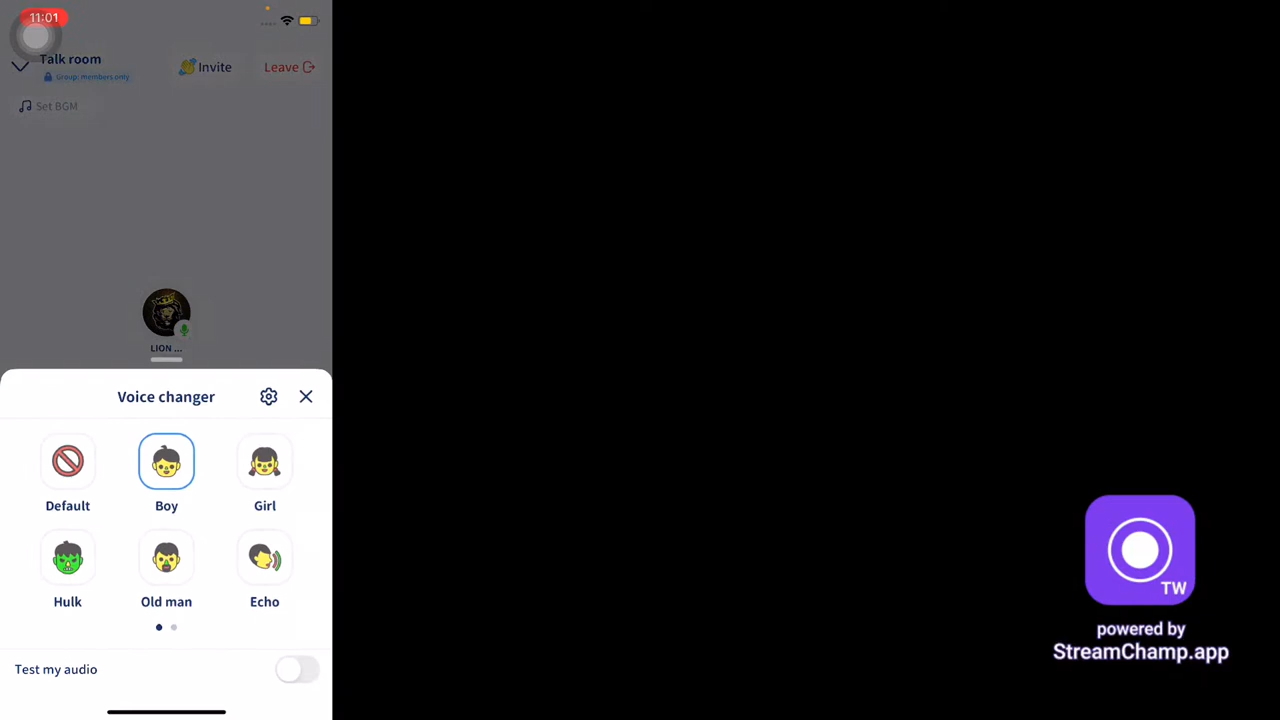 11:01
Talk room
Group: members only
Invite
Leave
Set BGM
LION ...
Voice changer
Default
Boy
Girl
Hulk
Old man
Echo
Test my audio
TW
powered by
StreamChamp.app